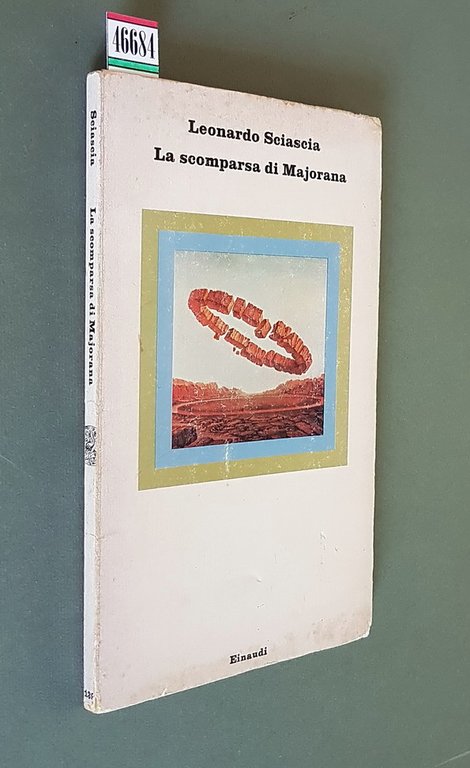 46684
Leonardo Sciascia
La scomparsa di Majorana
Einaudi
Sciascia La scomparsa di Majorana